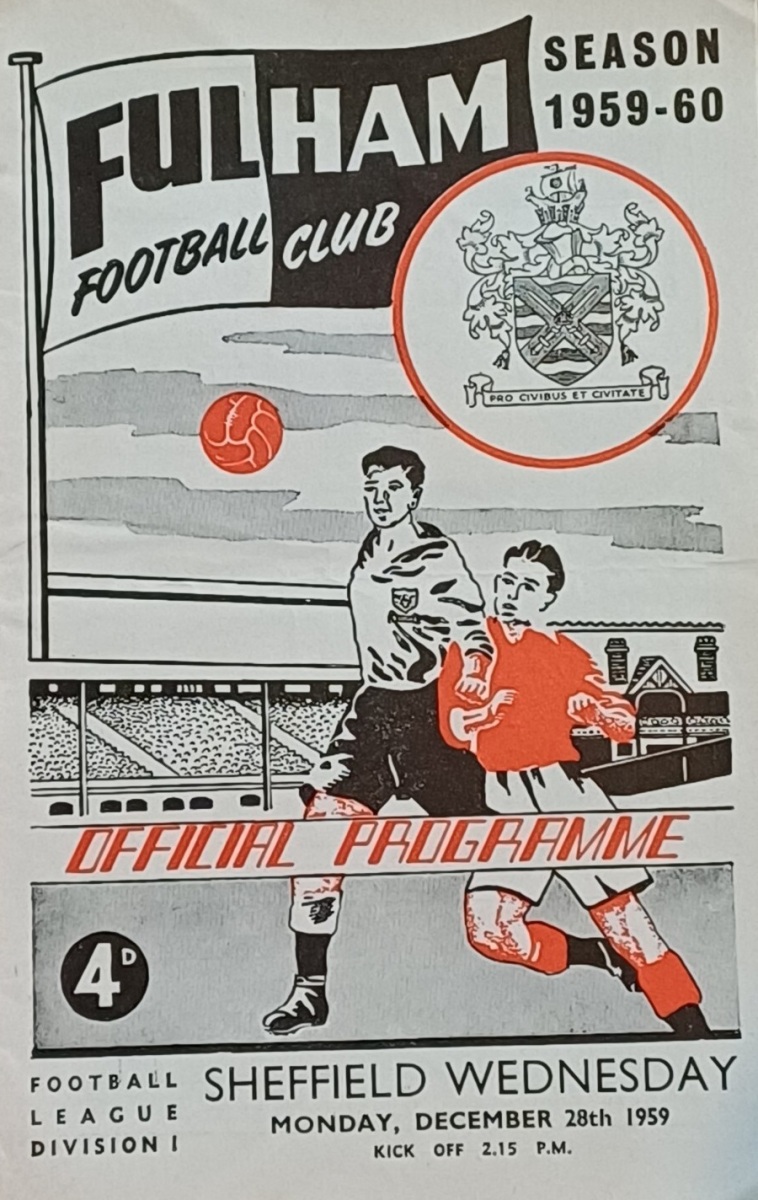 FULHAM
FOOTBALL CLUB
SEASON
1959-60
PRO CIVIBUS ET CIVITATE
OFFICIAL PROGRAMME
4D
FOOTBALL
LEAGUE
DIVISION I
SHEFFIELD WEDNESDAY
MONDAY, DECEMBER 28th 1959
KICK OFF 2.15 P.M.